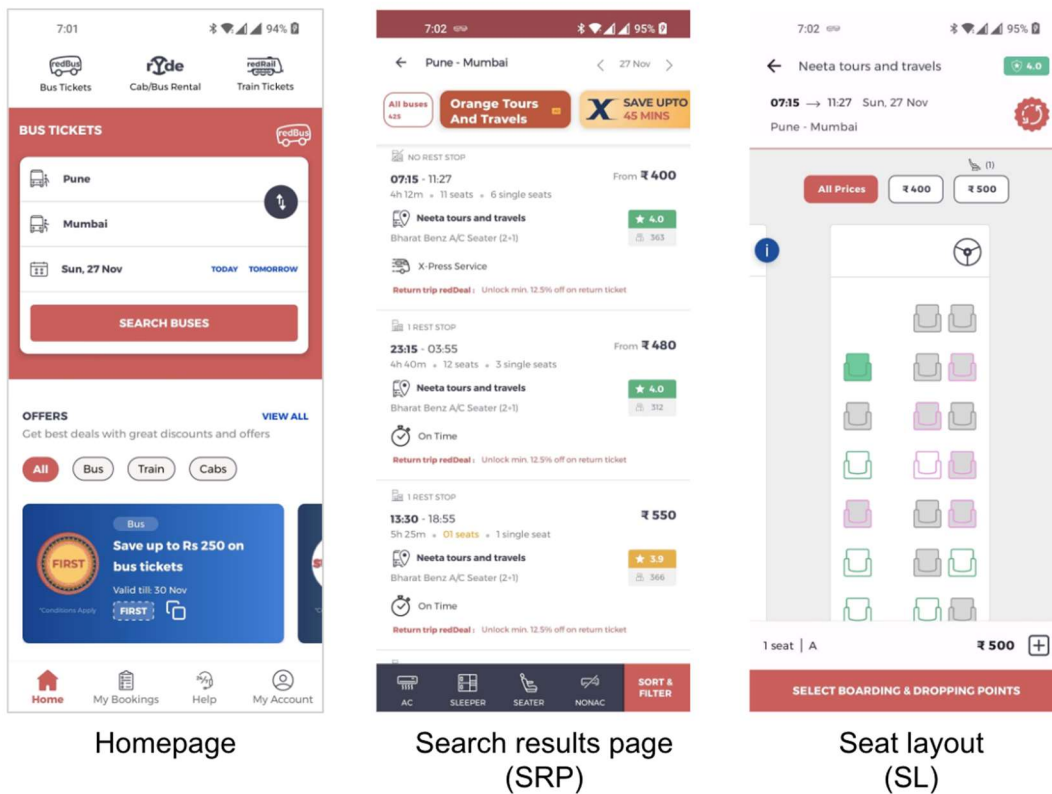 7:01
94%
redBus
rYde
redRail
Bus Tickets
Cab/Bus Rental
Train Tickets
BUS TICKETS
redBus
Pune
Mumbai
Sun, 27 Nov
TODAY TOMORROW
SEARCH BUSES
OFFERS
VIEW ALL
Get best deals with great discounts and offers
All
Bus
Train
Cabs
Bus
Save up to Rs 250 on
bus tickets
FIRST
Valid till: 30 Nov
*Conditions Apply
FIRST
Home
My Bookings
24/7
Help
My Account
Homepage
7:02
95%
Pune - Mumbai
27 Nov
All buses
425
Orange Tours
And Travels
X
SAVE UPTO
45 MINS
NO REST STOP
07:15 - 11:27
From ₹ 400
4h 12m • 11 seats • 6 single seats
Neeta tours and travels
4.0
Bharat Benz A/C Seater (2+1)
363
X-Press Service
Return trip redDeal : Unlock min. 12.5% off on return ticket
1 REST STOP
23:15 - 03:55
From ₹ 480
4h 40m • 12 seats • 3 single seats
Neeta tours and travels
4.0
Bharat Benz A/C Seater (2+1)
312
On Time
Return trip redDeal : Unlock min. 12.5% off on return ticket
1 REST STOP
13:30 - 18:55
₹ 550
5h 25m • 01 seats • 1 single seat
Neeta tours and travels
3.9
Bharat Benz A/C Seater (2+1)
366
On Time
Return trip redDeal : Unlock min. 12.5% off on return ticket
AC
SLEEPER
SEATER
NONAC
SORT &
FILTER
Search results page
(SRP)
7:02
95%
Neeta tours and travels
4.0
07:15 → 11:27 Sun, 27 Nov
Pune - Mumbai
(1)
All Prices
₹ 400
₹ 500
i
1 seat | A
₹ 500
SELECT BOARDING & DROPPING POINTS
Seat layout
(SL)